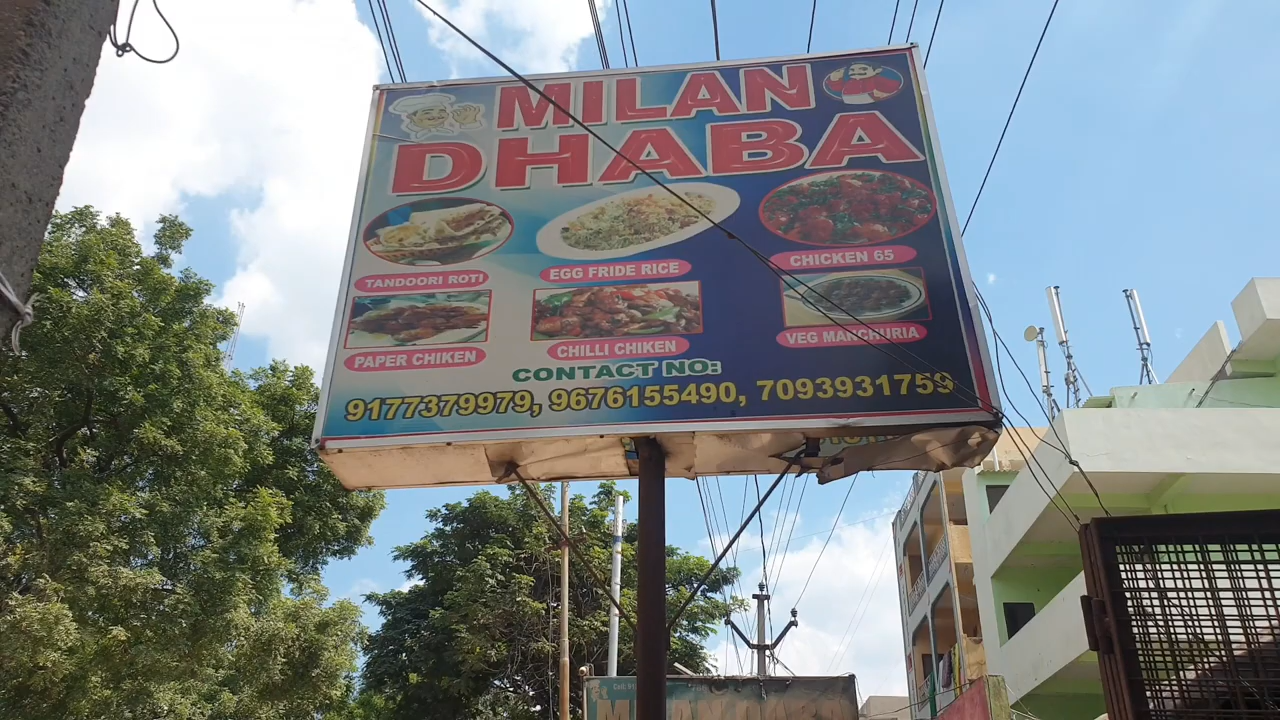 MILAN
DHABA
TANDOORI ROTI
EGG FRIDE RICE
CHICKEN 65
PAPER CHIKEN
CHILLI CHIKEN
VEG MANCHURIA
CONTACT NO:
9177379979, 9676155490, 7093931759